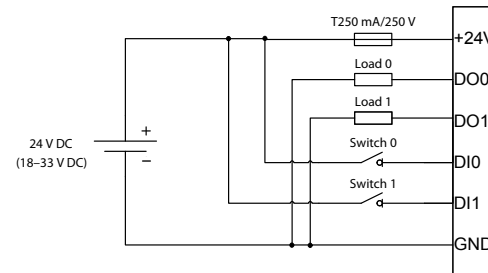 T250 mA/250 V
+24V
Load 0
DO0
Load 1
DO1
24 V DC
(18–33 V DC)
+
−
Switch 0
DI0
Switch 1
DI1
GND